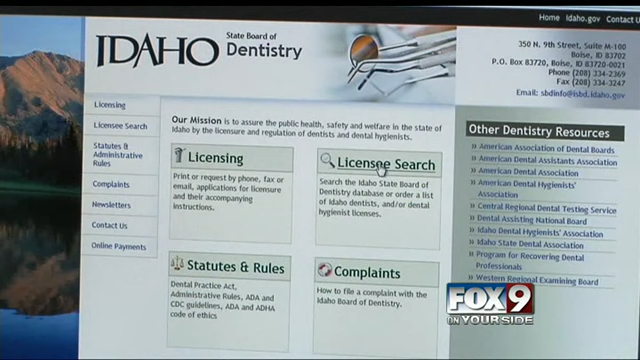 Home Idaho.gov Contact U
IDAHO
State Board of
Dentistry
350 N. 9th Street, Suite M-100
Boise, ID 83702
P.O. Box 83720, Boise, ID 83720-0021
Phone (208) 334-2369
Fax (208) 334-3247
Email: sbdinfo@isbd.idaho.gov
Licensing
Licensee Search
Statutes &
Administrative
Rules
Complaints
Newsletters
Contact Us
Online Payments
Our Mission is to assure the public health, safety and welfare in the state of
Idaho by the licensure and regulation of dentists and dental hygienists.
Licensing
Print or request by phone, fax or
email, applications for licensure
and their accompanying
instructions.
Licensee Search
Search the Idaho State Board of
Dentistry database or order a list
of Idaho dentists, and/or dental
hygienist licenses.
Statutes & Rules
Dental Practice Act,
Administrative Rules, ADA and
CDC guidelines, ADA and ADHA
code of ethics
Complaints
How to file a complaint with the
Idaho Board of Dentistry.
Other Dentistry Resources
» American Association of Dental Boards
» American Dental Assistants Association
» American Dental Association
» American Dental Hygienists'
Association
» Central Regional Dental Testing Service
» Dental Assisting National Board
» Idaho Dental Hygienists' Association
» Idaho State Dental Association
» Program for Recovering Dental
Professionals
» Western Regional Examining Board
FOX 9
ON YOUR SIDE